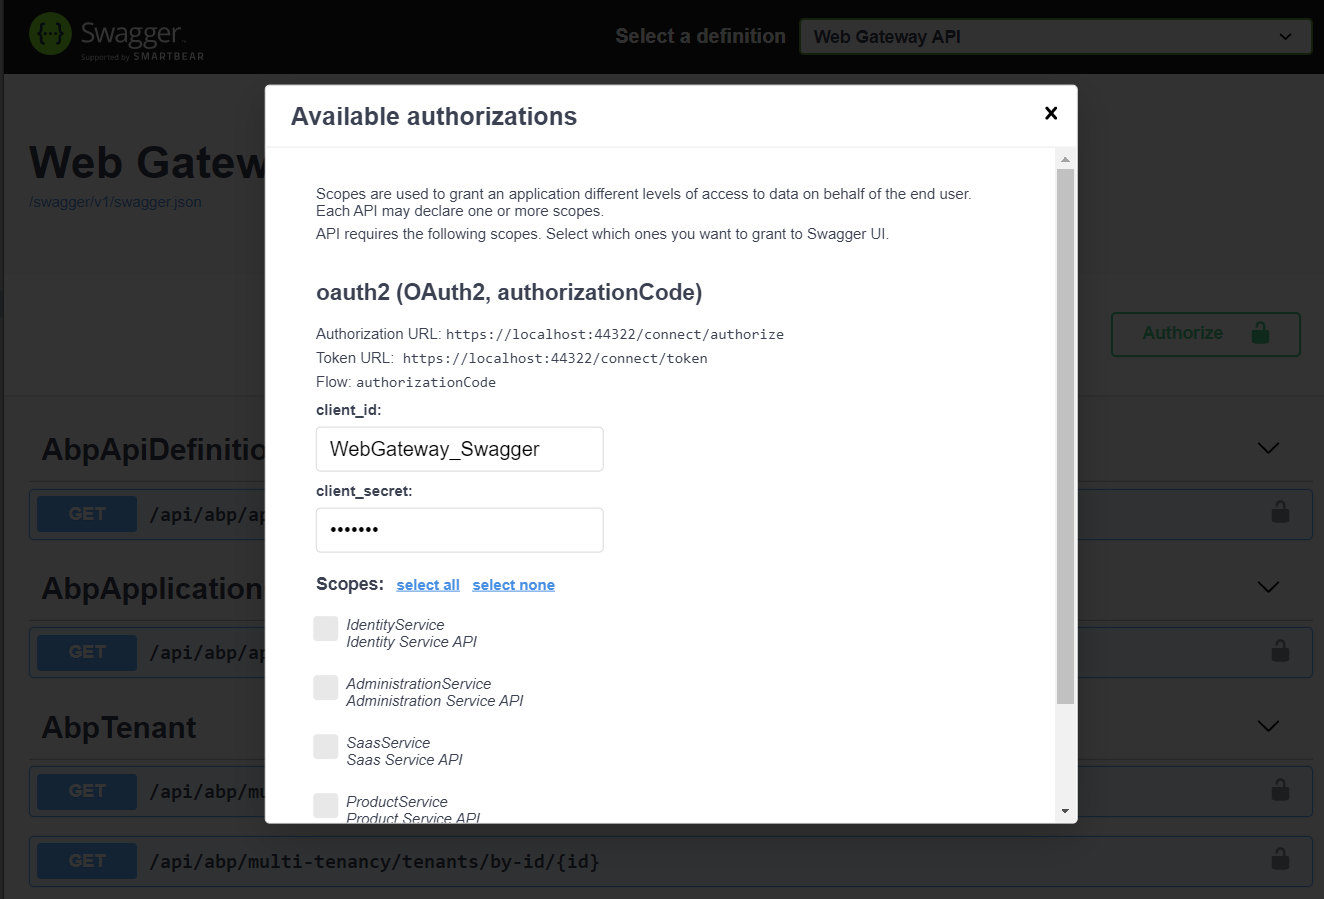 Swagger™
Supported by SMARTBEAR
Select a definition
Web Gateway API
Available authorizations
Web Gatew
/swagger/v1/swagger.json
Scopes are used to grant an application different levels of access to data on behalf of the end user.
Each API may declare one or more scopes.
API requires the following scopes. Select which ones you want to grant to Swagger UI.
oauth2 (OAuth2, authorizationCode)
Authorization URL: https://localhost:44322/connect/authorize
Token URL: https://localhost:44322/connect/token
Flow: authorizationCode
Authorize
client_id:
WebGateway_Swagger
client_secret:
•••••••
Scopes: select all select none
IdentityService
Identity Service API
AdministrationService
Administration Service API
SaasService
Saas Service API
ProductService
Product Service API
AbpApiDefinitio
GET /api/abp/ap
AbpApplication
GET /api/abp/ap
AbpTenant
GET /api/abp/mu
GET /api/abp/multi-tenancy/tenants/by-id/{id}